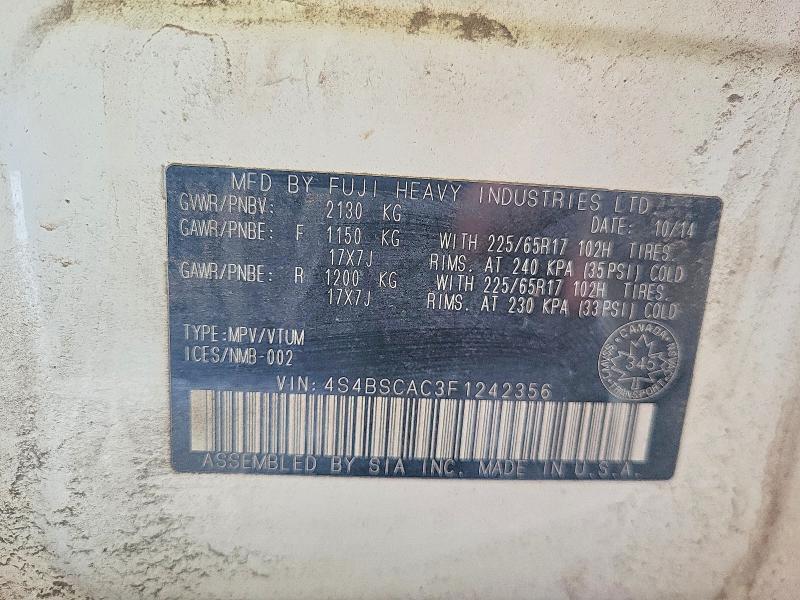 MFD BY FUJI HEAVY INDUSTRIES LTD.
GVWR/PNBV: 2130 KG DATE: 10/14
GAWR/PNBE: F 1150 KG WITH 225/65R17 102H TIRES.
17X7J RIMS. AT 240 KPA (35PSI) COLD
GAWR/PNBE: R 1200 KG WITH 225/65R17 102H TIRES.
17X7J RIMS. AT 230 KPA (33PSI) COLD
TYPE:MPV/VTUM
ICES/NMB-002
CANADA
345
TRANSPORT
VIN: 4S4BSCAC3F1242356
ASSEMBLED BY SIA INC. MADE IN U.S.A.